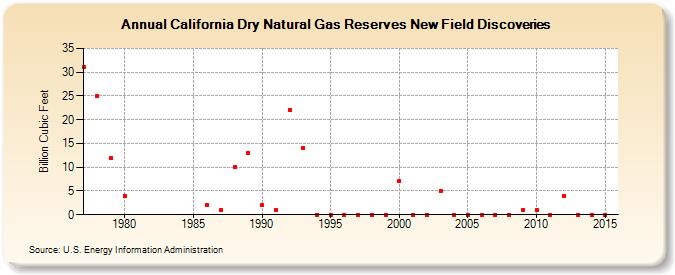 Annual California Dry Natural Gas Reserves New Field Discoveries
Billion Cubic Feet
35
30
25
20
15
10
5
0
1980 1985 1990 1995 2000 2005 2010 2015
Source: U.S. Energy Information Administration